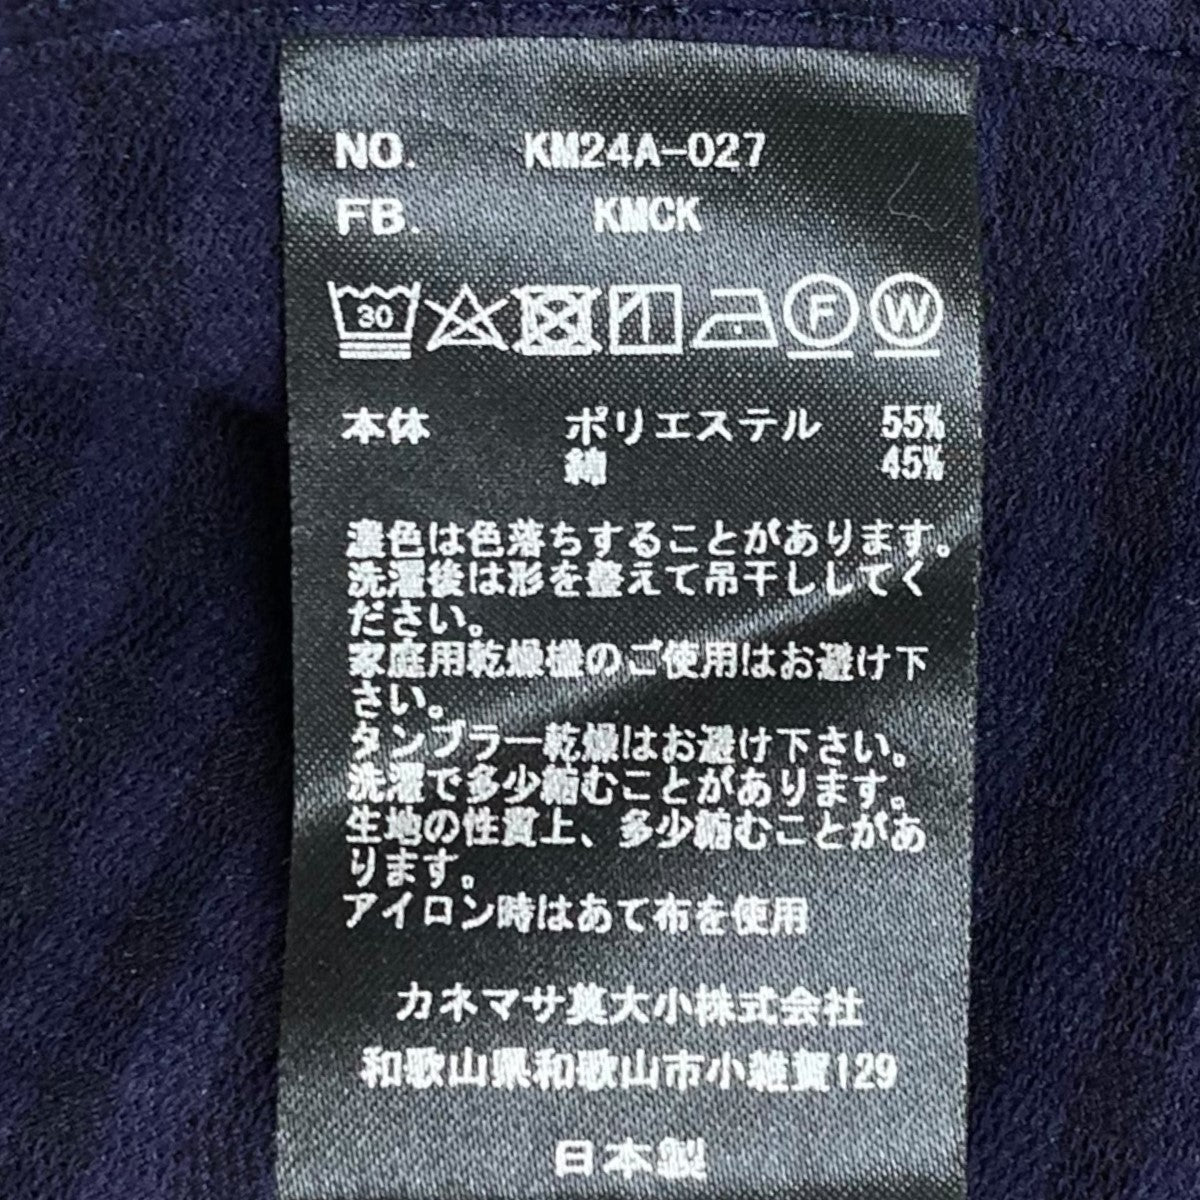 NO. KM24A-027
FB. KMCK
30 F W
本体 ポリエステル 55%
綿 45%
濃色は色落ちすることがあります。
洗濯後は形を整えて吊干ししてく
ださい。
家庭用乾燥機のご使用はお避け下
さい。
タンブラー乾燥はお避け下さい。
洗濯で多少縮むことがあります。
生地の性質上、多少縮むことがあ
ります。
アイロン時はあて布を使用
カネマサ莫大小株式会社
和歌山県和歌山市小雑賀129
日本製